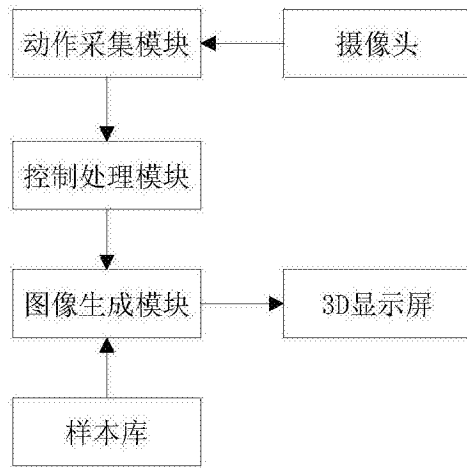 动作采集模块
摄像头
控制处理模块
图像生成模块
3D显示屏
样本库